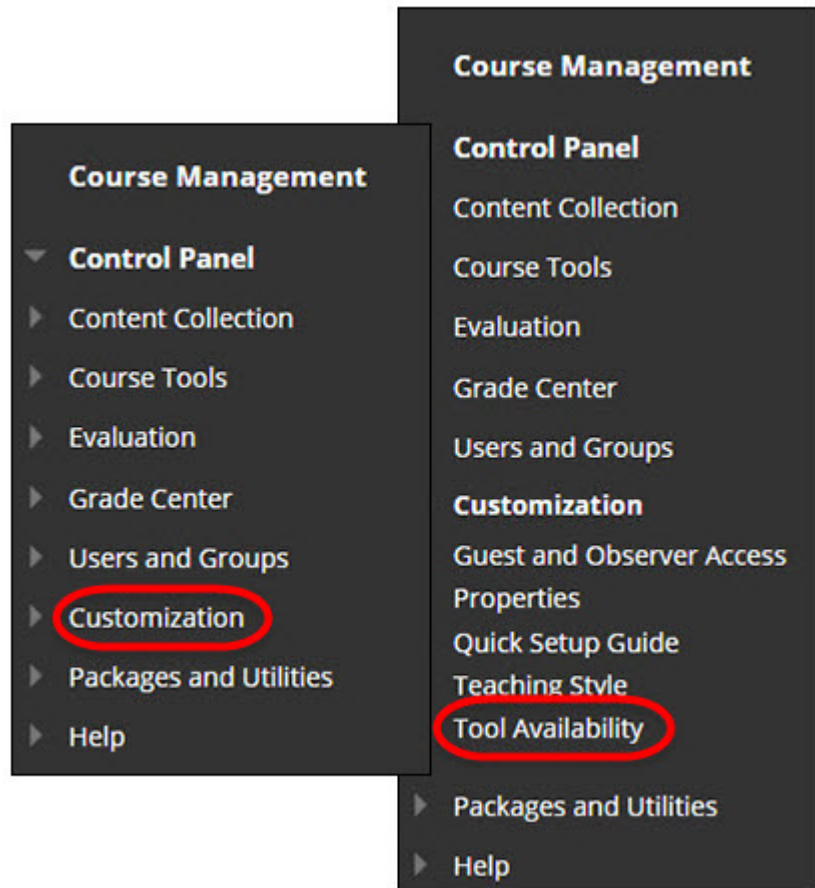 Course Management
Control Panel
Content Collection
Course Tools
Evaluation
Grade Center
Users and Groups
Customization
Packages and Utilities
Help
Course Management
Control Panel
Content Collection
Course Tools
Evaluation
Grade Center
Users and Groups
Customization
Guest and Observer Access
Properties
Quick Setup Guide
Teaching Style
Tool Availability
Packages and Utilities
Help